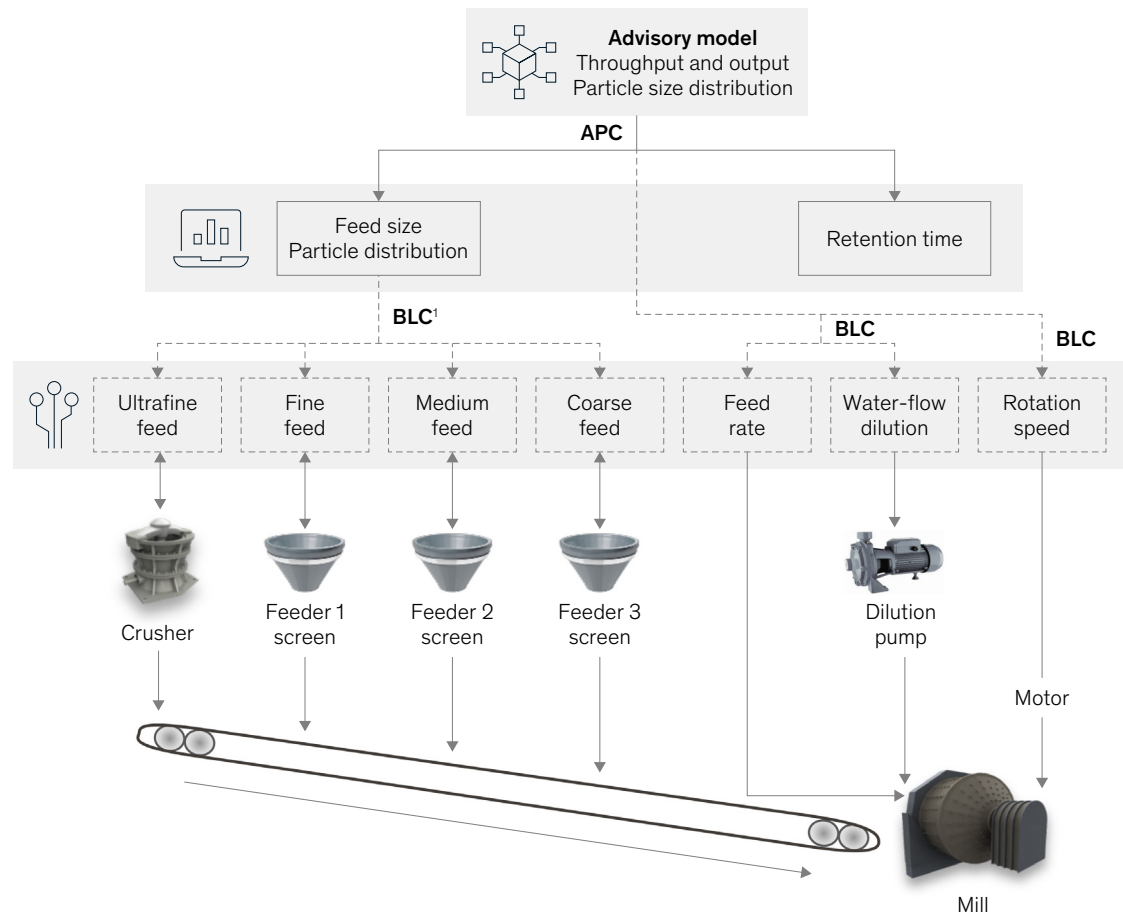 Advisory model
Throughput and output
Particle size distribution
APC
Feed size
Particle distribution
Retention time
BLC¹
BLC
BLC
Ultrafine
feed
Fine
feed
Medium
feed
Coarse
feed
Feed
rate
Water-flow
dilution
Rotation
speed
Crusher
Feeder 1
screen
Feeder 2
screen
Feeder 3
screen
Dilution
pump
Motor
Mill